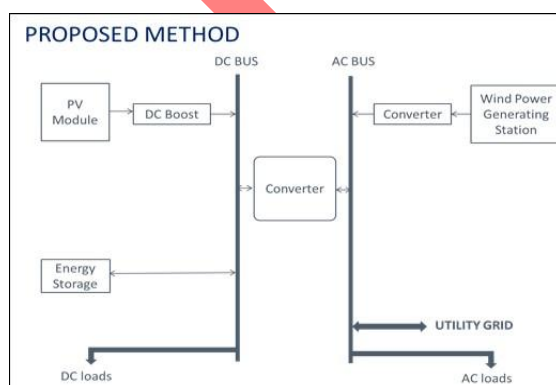 PROPOSED METHOD
DC BUS
AC BUS
PV
Module
DC Boost
Converter
Wind Power
Generating
Station
Converter
Energy
Storage
UTILITY GRID
DC loads
AC loads